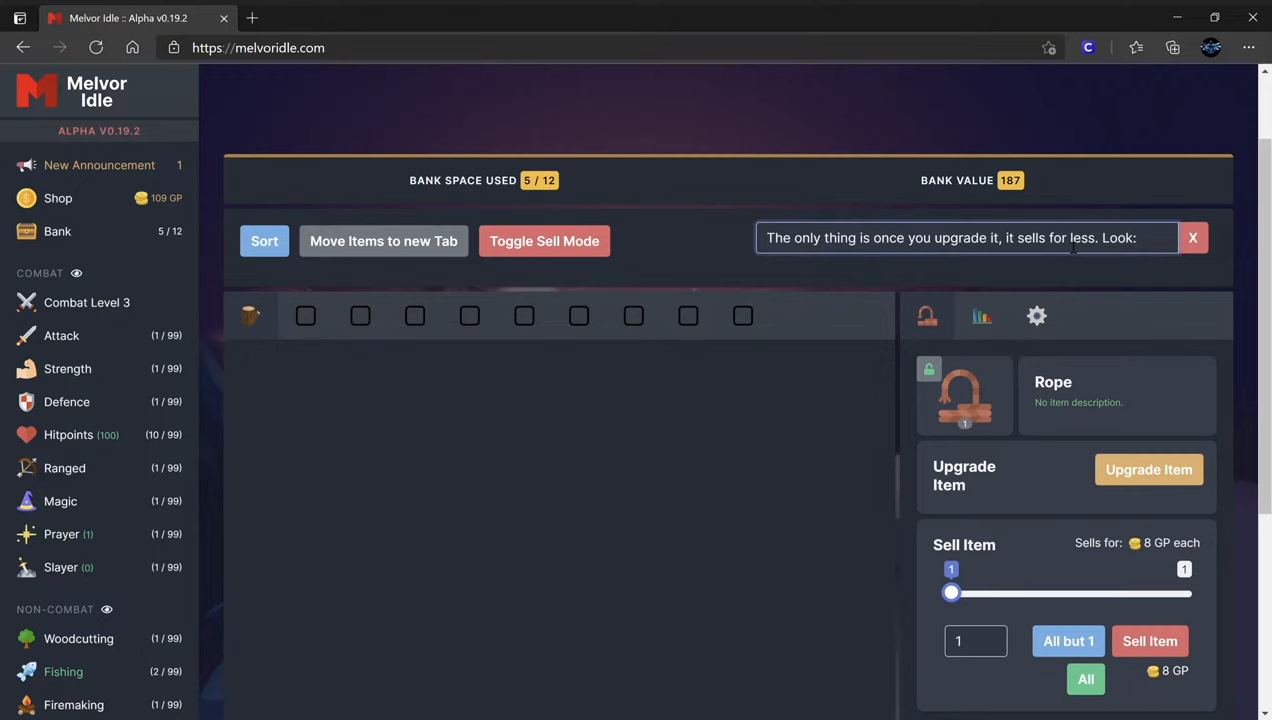 Melvor Idle :: Alpha v0.19.2
https://melvoridle.com
Melvor
Idle
ALPHA V0.19.2
New Announcement 1
Shop 109 GP
Bank 5 / 12
COMBAT
Combat Level 3
Attack (1 / 99)
Strength (1 / 99)
Defence (1 / 99)
Hitpoints (100) (10 / 99)
Ranged (1 / 99)
Magic (1 / 99)
Prayer (1) (1 / 99)
Slayer (0) (1 / 99)
NON-COMBAT
Woodcutting (1 / 99)
Fishing (2 / 99)
Firemaking (1 / 99)
BANK SPACE USED 5 / 12
BANK VALUE 187
Sort
Move Items to new Tab
Toggle Sell Mode
The only thing is once you upgrade it, it sells for less. Look:
X
1
Rope
No item description.
Upgrade
Item
Upgrade Item
Sell Item
Sells for: 8 GP each
1
1
1
All but 1
Sell Item
All
8 GP